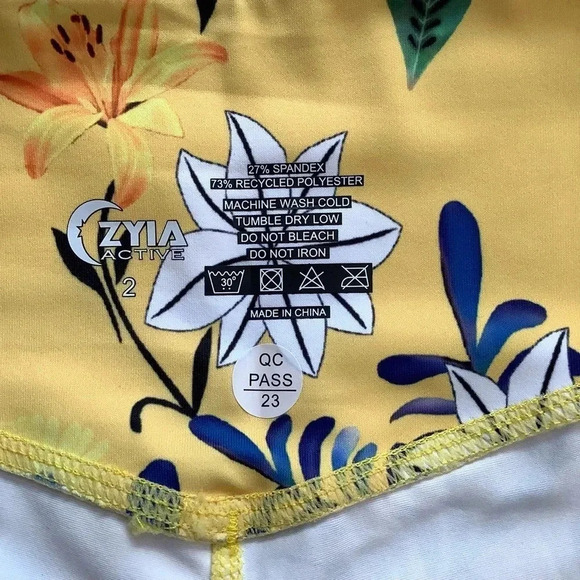 27% SPANDEX
73% RECYCLED POLYESTER
MACHINE WASH COLD
TUMBLE DRY LOW
DO NOT BLEACH
DO NOT IRON
30°
MADE IN CHINA
ZYIA
ACTIVE
2
QC
PASS
23